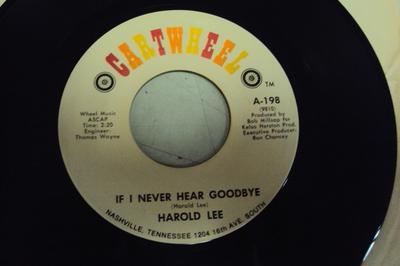 CARTWHEEL
TM
Wheel Music
ASCAP
Time: 2:20
Engineer:
Thomas Wayne
A-198
(9810)
Produced by
Bob Millsap for
Kelso Herston Prod.
Executive Producer:
Ron Chancey
IF I NEVER HEAR GOODBYE
(Harold Lee)
HAROLD LEE
NASHVILLE, TENNESSEE 1204 16th AVE. SOUTH